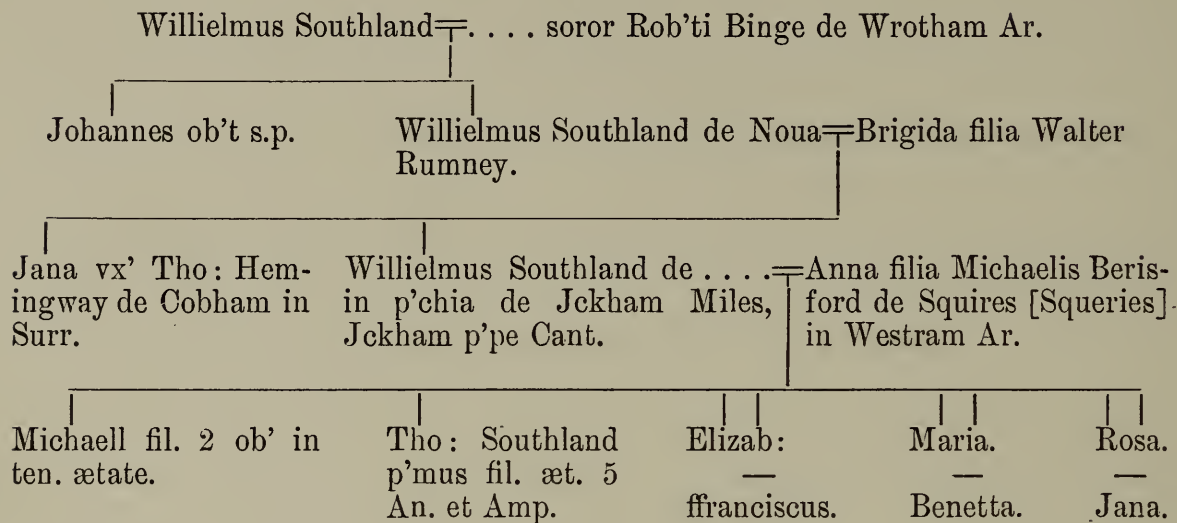 Willielmus Southland=. . . . soror Rob'ti Binge de Wrotham Ar.
Johannes ob't s.p.
Willielmus Southland de Noua=Brigida filia Walter
Rumney.
Jana vx' Tho: Hem-
ingway de Cobham in
Surr.
Willielmus Southland de . . . .=Anna filia Michaelis Beris-
in p'chia de Jckham Miles,
Jckham p'pe Cant.
ford de Squires [Squeries]
in Westram Ar.
Michaell fil. 2 ob' in
ten. ætate.
Tho: Southland
p'mus fil. æt. 5
An. et Amp.
Elizab:
—
ffranciscus.
Maria.
—
Benetta.
Rosa.
—
Jana.